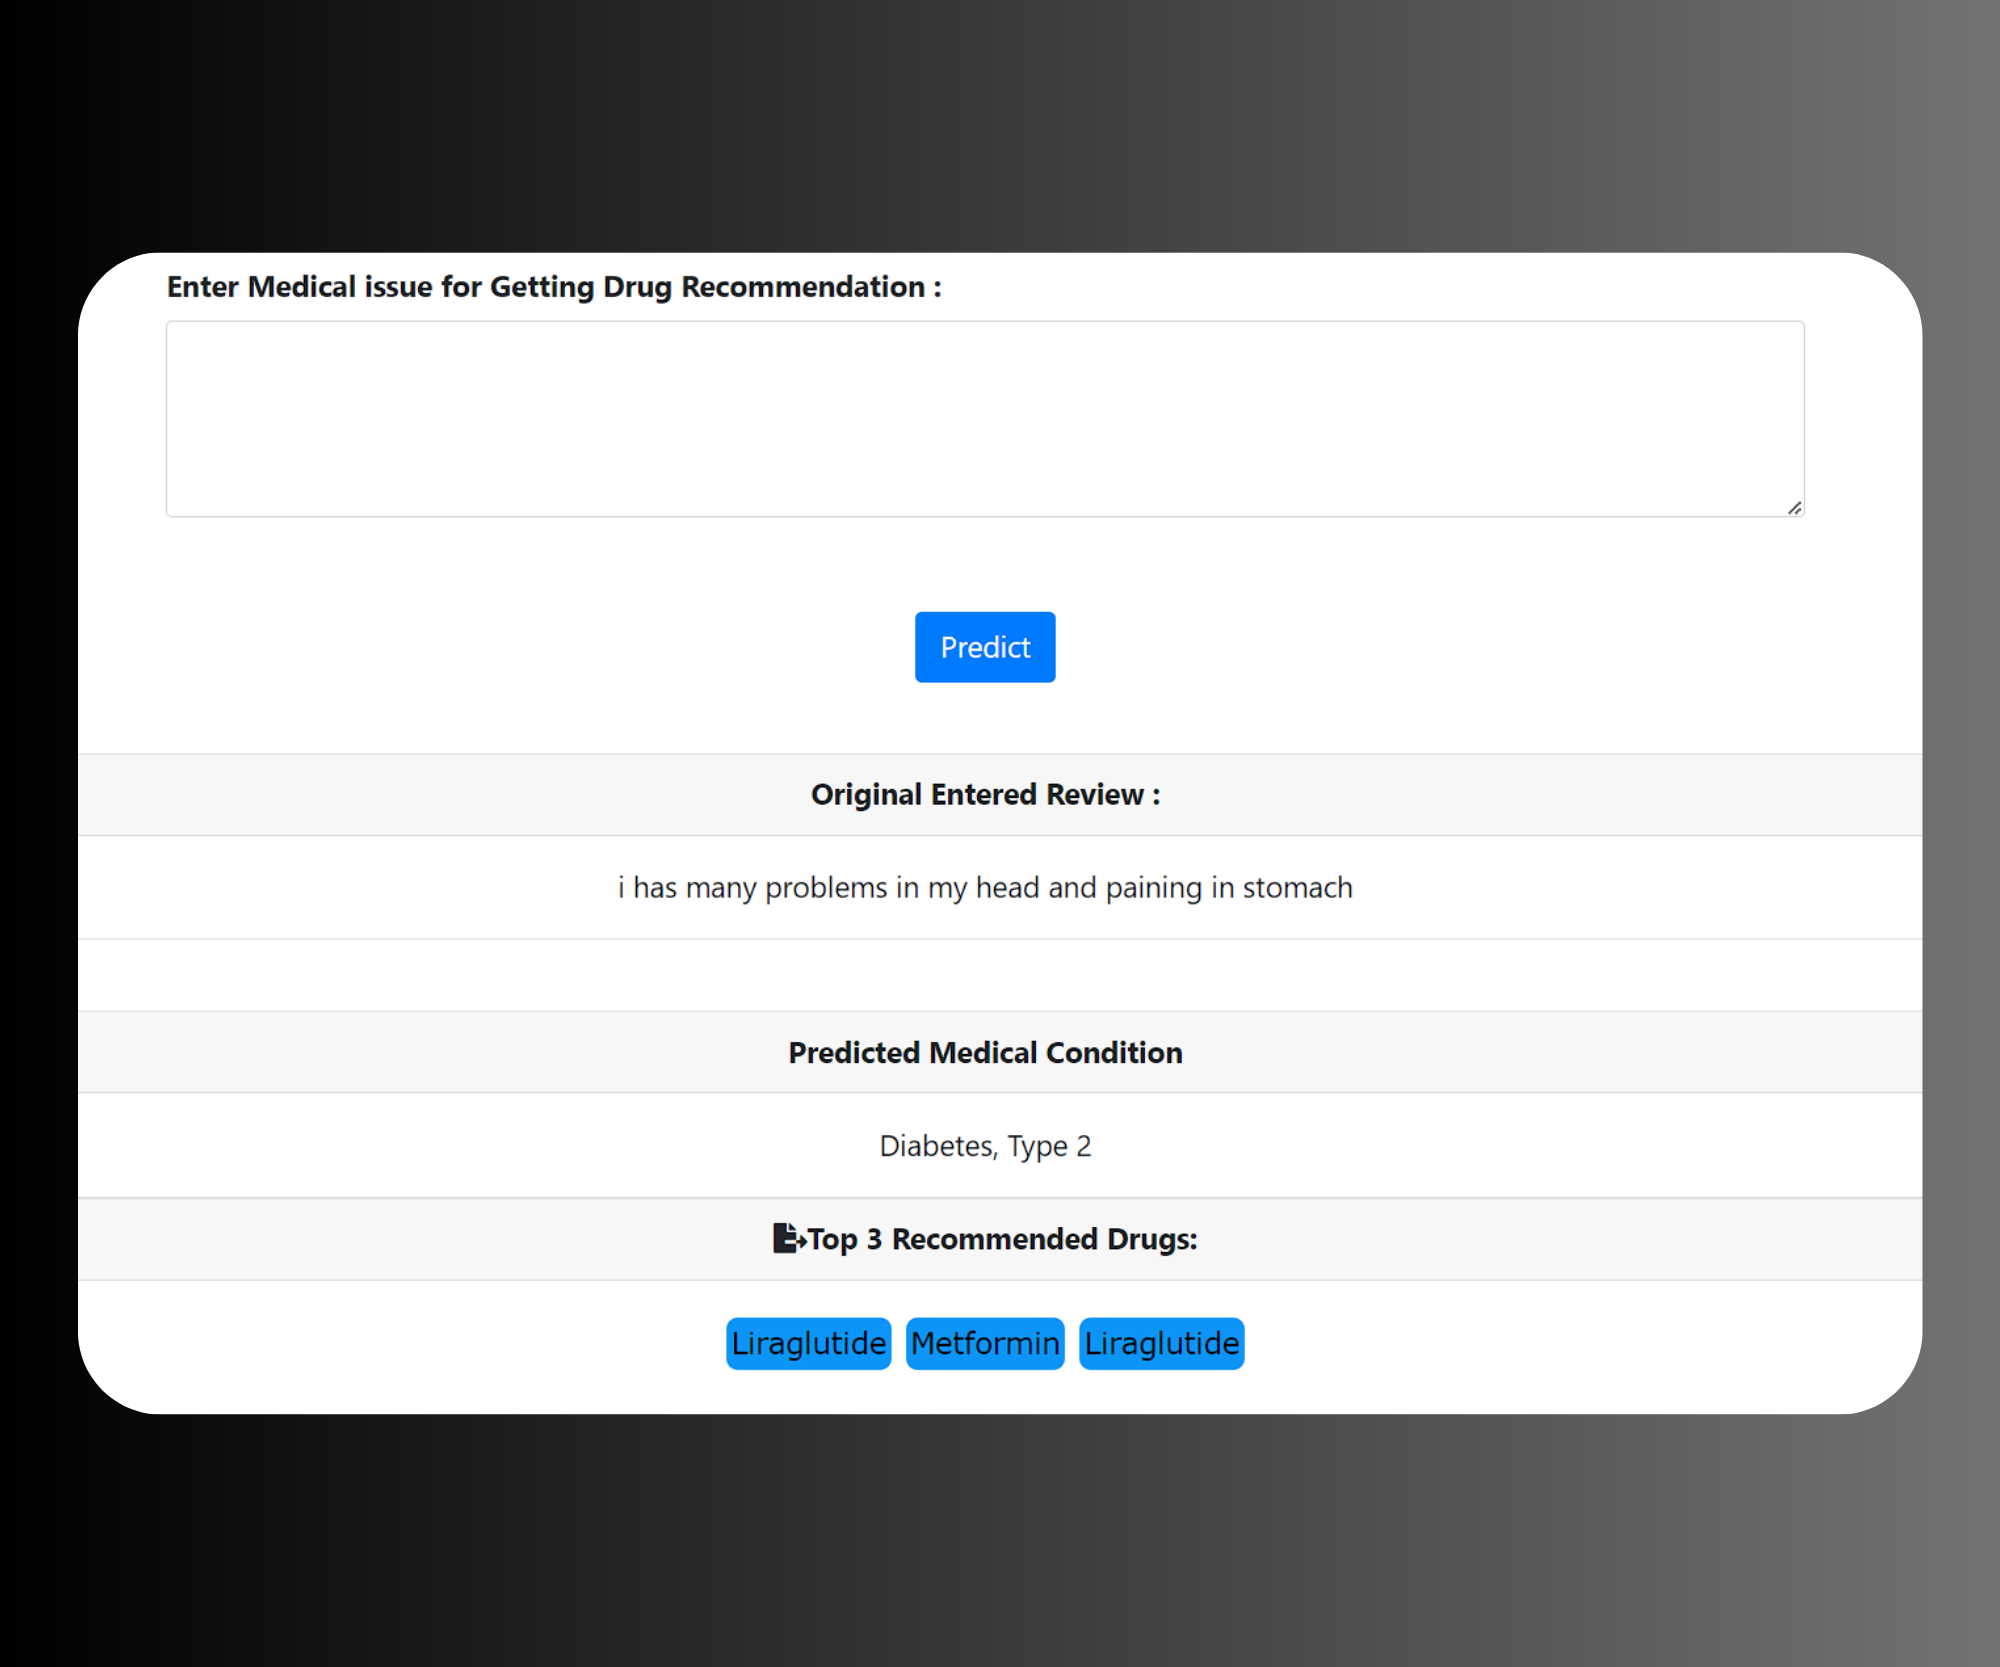 Enter Medical issue for Getting Drug Recommendation :
Predict
Original Entered Review :
i has many problems in my head and paining in stomach
Predicted Medical Condition
Diabetes, Type 2
Top 3 Recommended Drugs:
Liraglutide Metformin Liraglutide